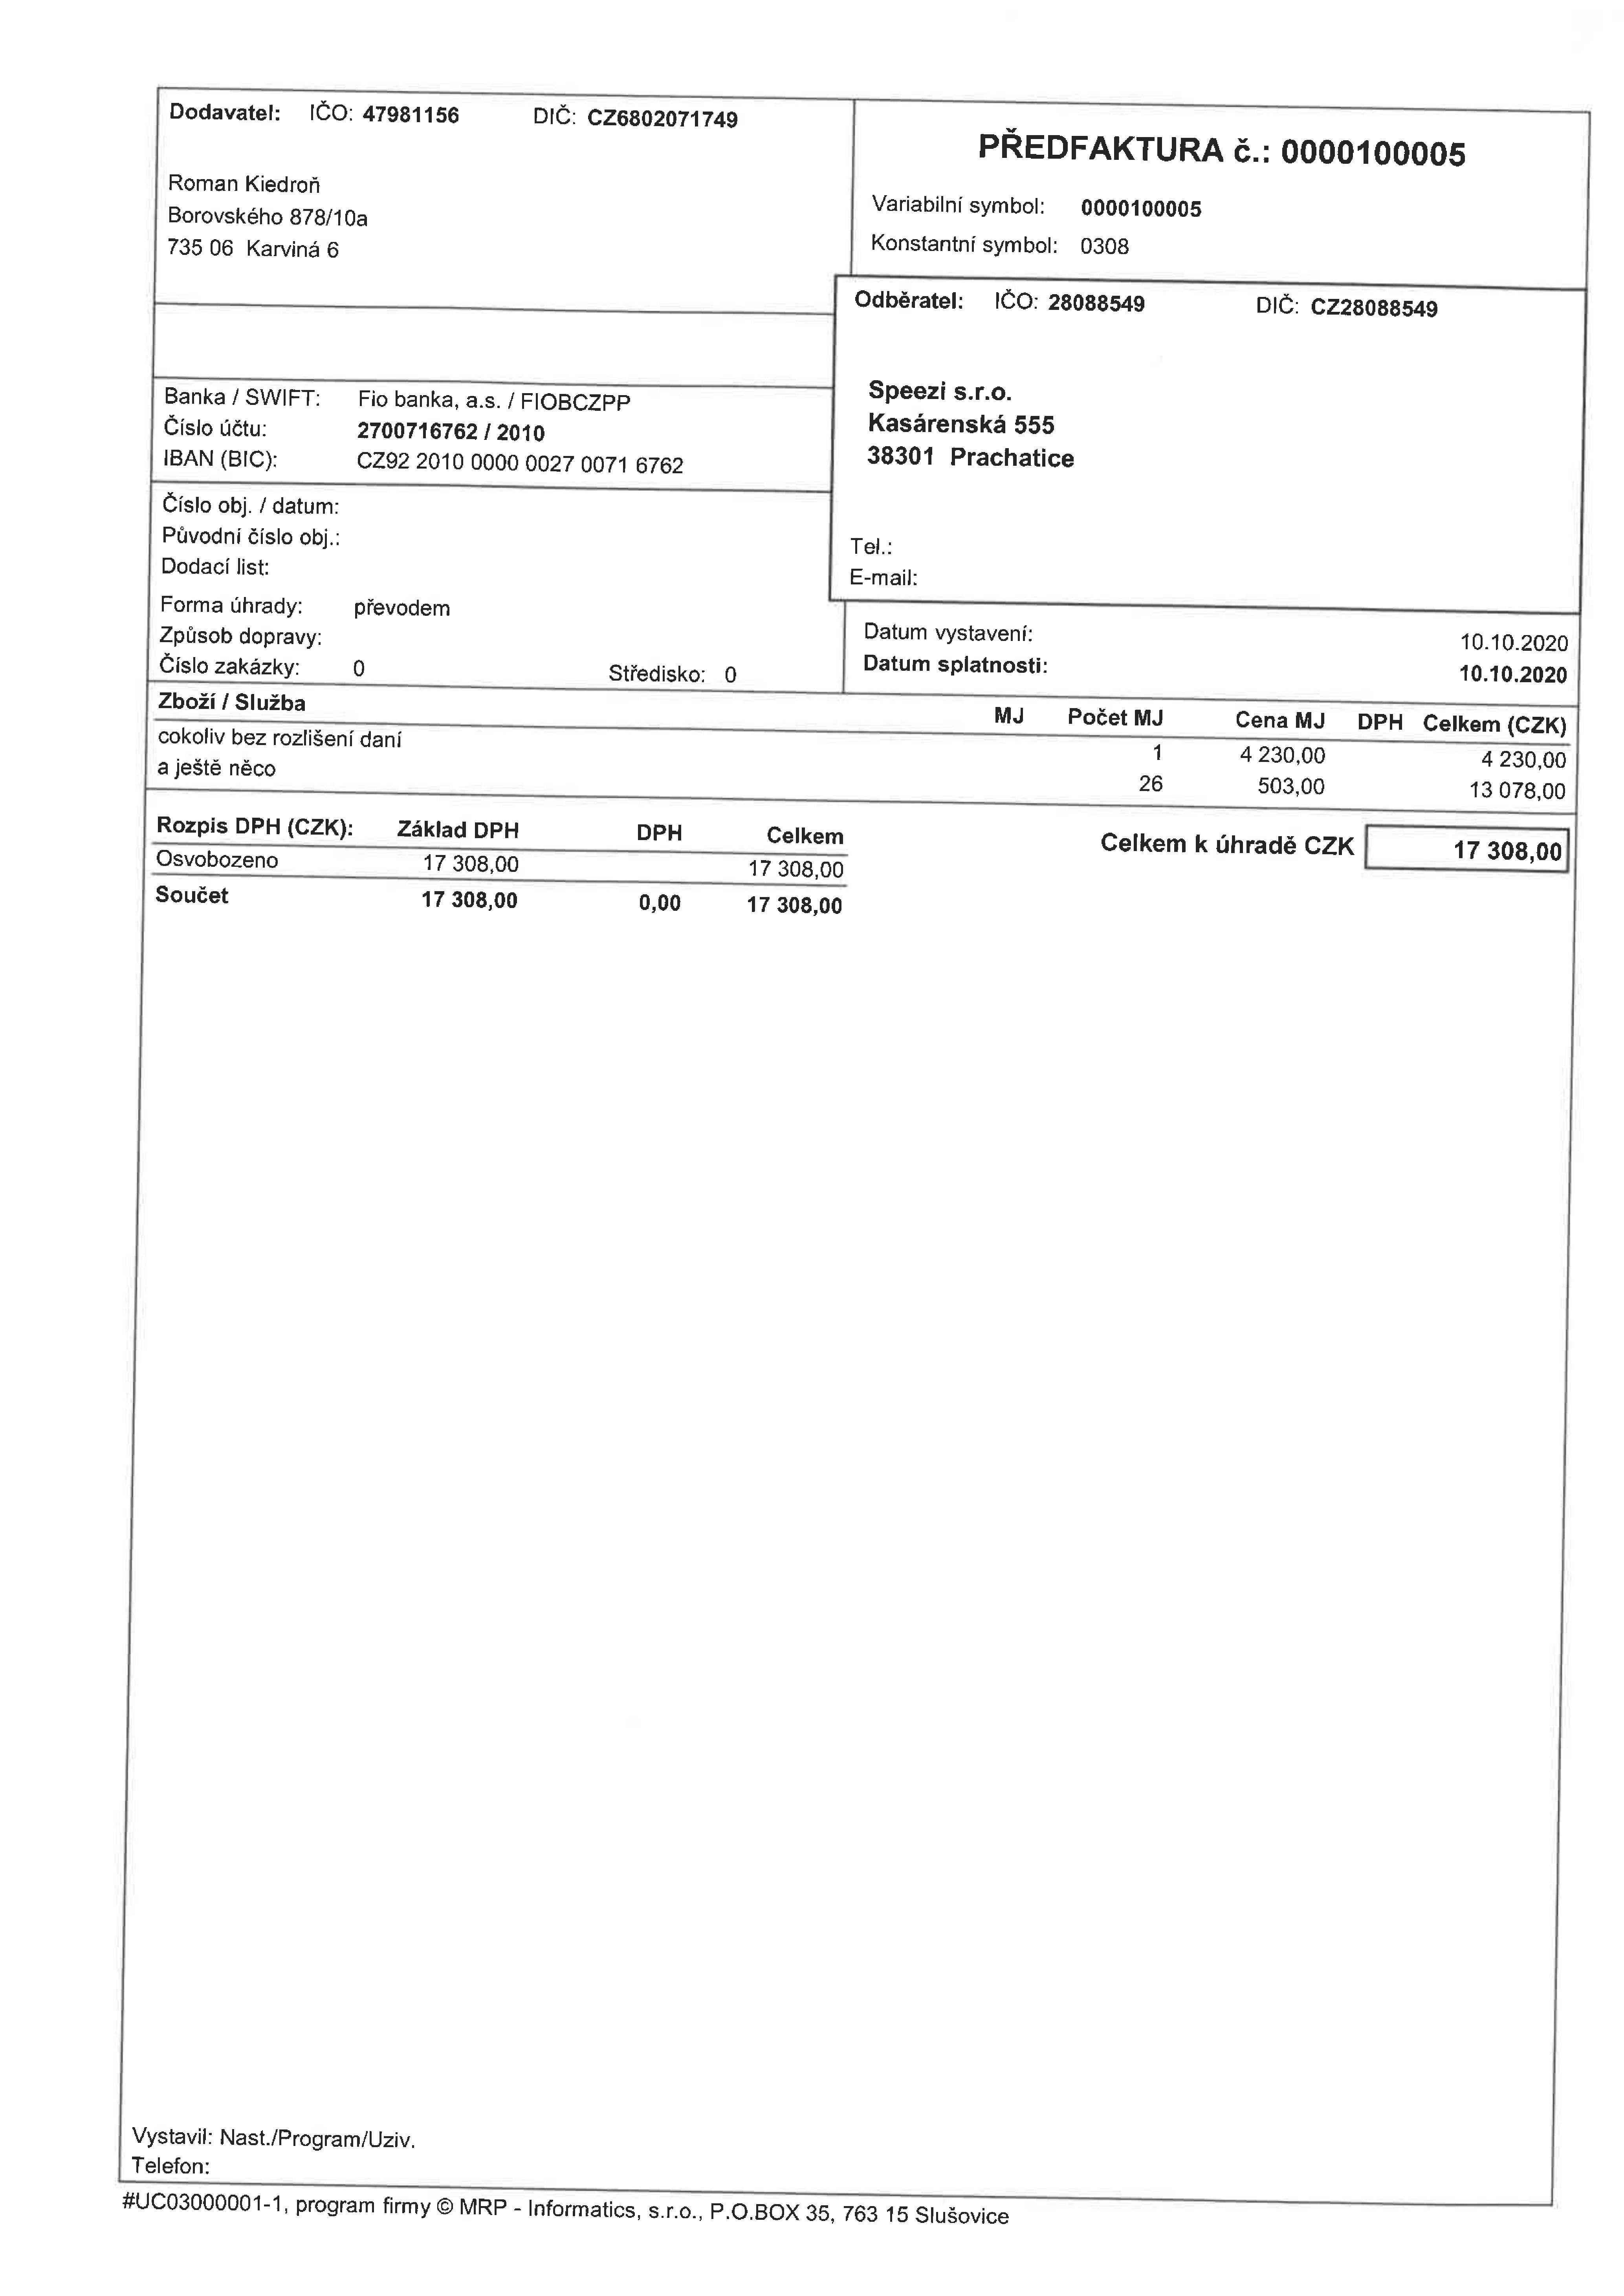 Dodavatel: IČO: 47981156 DIČ: CZ6802071749
Roman Kiedroň
Borovského 878/10a
735 06 Karviná 6
PŘEDFAKTURA č.: 0000100005
Variabilní symbol: 0000100005
Konstantní symbol: 0308
Odběratel: IČO: 28088549 DIČ: CZ28088549
Speezi s.r.o.
Kasárenská 555
38301 Prachatice
Tel.:
E-mail:
Banka / SWIFT: Fio banka, a.s. / FIOBCZPP
Číslo účtu: 2700716762 / 2010
IBAN (BIC): CZ92 2010 0000 0027 0071 6762
Číslo obj. / datum:
Původní číslo obj.:
Dodací list:
Forma úhrady: převodem
Způsob dopravy:
Číslo zakázky: 0 Středisko: 0
Datum vystavení: 10.10.2020
Datum splatnosti: 10.10.2020
Zboží / Služba MJ Počet MJ Cena MJ DPH Celkem (CZK)
cokoliv bez rozlišení daní 1 4 230,00 4 230,00
a ještě něco 26 503,00 13 078,00
Rozpis DPH (CZK): Základ DPH DPH Celkem
Osvobozeno 17 308,00 17 308,00
Součet 17 308,00 0,00 17 308,00
Celkem k úhradě CZK 17 308,00
Vystavil: Nast./Program/Uziv.
Telefon:
#UC03000001-1, program firmy © MRP - Informatics, s.r.o., P.O.BOX 35, 763 15 Slušovice